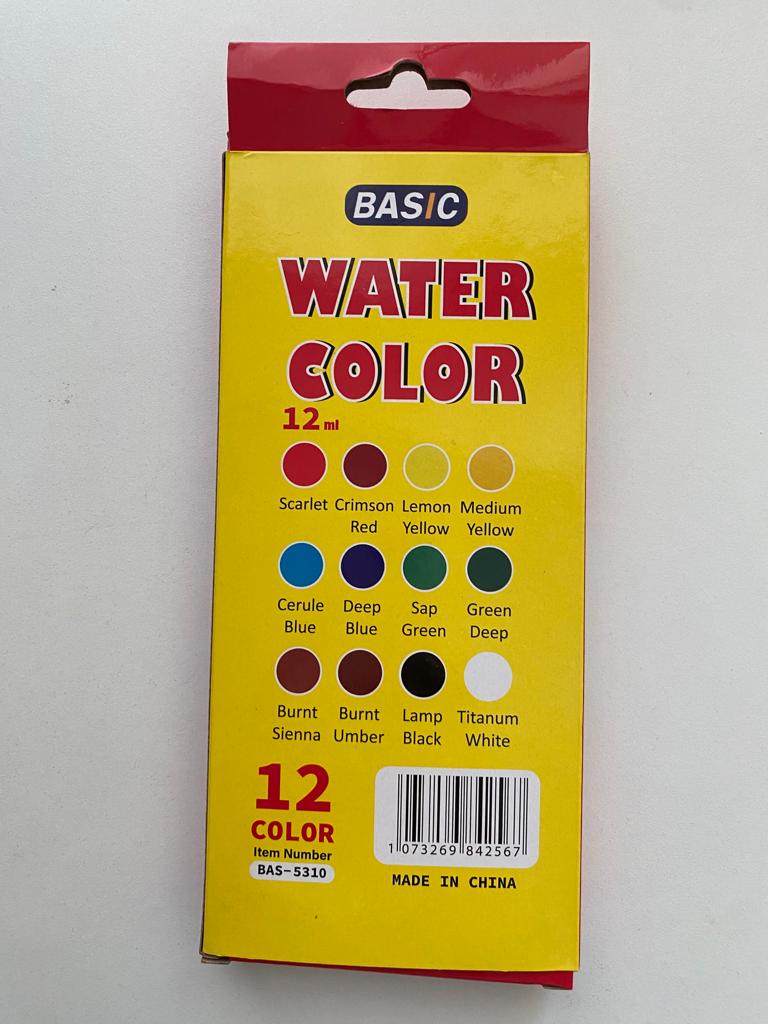 BASIC
WATER
COLOR
12 ml
Scarlet Crimson Red Lemon Yellow Medium Yellow
Cerule Blue Deep Blue Sap Green Green Deep
Burnt Sienna Burnt Umber Lamp Black Titanum White
12
COLOR
Item Number
BAS-5310
1 073269 842567
MADE IN CHINA